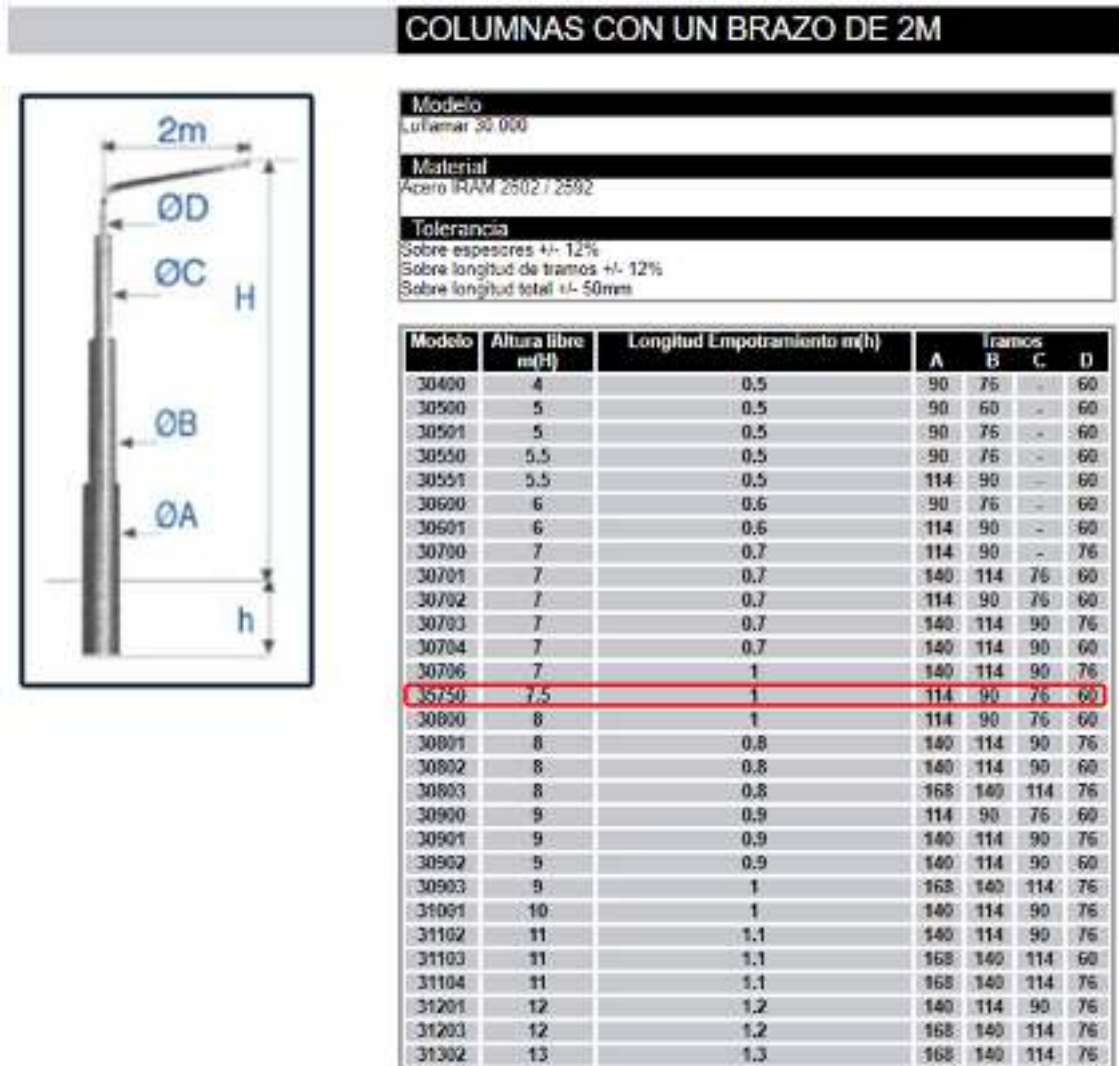 COLUMNAS CON UN BRAZO DE 2M
2m
ØD
ØC
H
ØB
ØA
h
Modelo
Lullamar 30.000
Material
Acero IRAM 2502 / 2592
Tolerancia
Sobre espesores +/- 12%
Sobre longitud de tramos +/- 12%
Sobre longitud total +/- 50mm
Modelo Altura libre m(H) Longitud Empotramiento m(h) Tramos
A B C D
30400 4 0.5 90 76 - 60
30500 5 0.5 90 60 - 60
30501 5 0.5 90 76 - 60
30550 5.5 0.5 90 76 - 60
30551 5.5 0.5 114 90 - 60
30600 6 0.6 90 76 - 60
30601 6 0.6 114 90 - 60
30700 7 0.7 114 90 - 76
30701 7 0.7 140 114 76 60
30702 7 0.7 114 90 76 60
30703 7 0.7 140 114 90 76
30704 7 0.7 140 114 90 60
30706 7 1 140 114 90 76
35750 7.5 1 114 90 76 60
30800 8 1 114 90 76 60
30801 8 0.8 140 114 90 76
30802 8 0.8 140 114 90 60
30803 8 0.8 168 140 114 76
30900 9 0.9 114 90 76 60
30901 9 0.9 140 114 90 76
30902 9 0.9 140 114 90 60
30903 9 1 168 140 114 76
31001 10 1 140 114 90 76
31102 11 1.1 140 114 90 76
31103 11 1.1 168 140 114 60
31104 11 1.1 168 140 114 76
31201 12 1.2 140 114 90 76
31203 12 1.2 168 140 114 76
31302 13 1.3 168 140 114 76